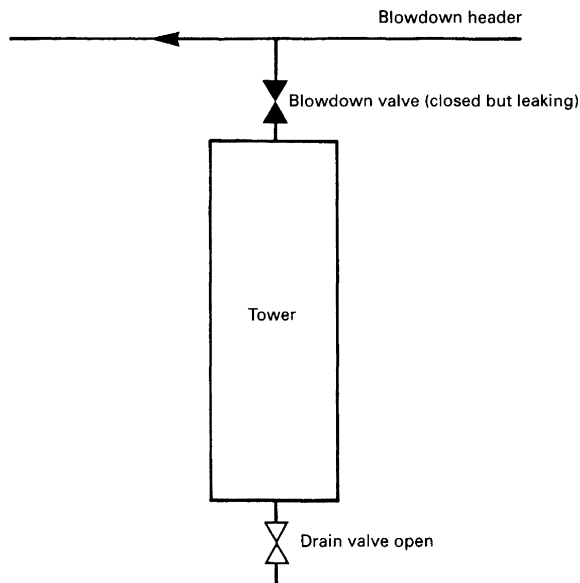 Blowdown header
Blowdown valve (closed but leaking)
Tower
Drain valve open